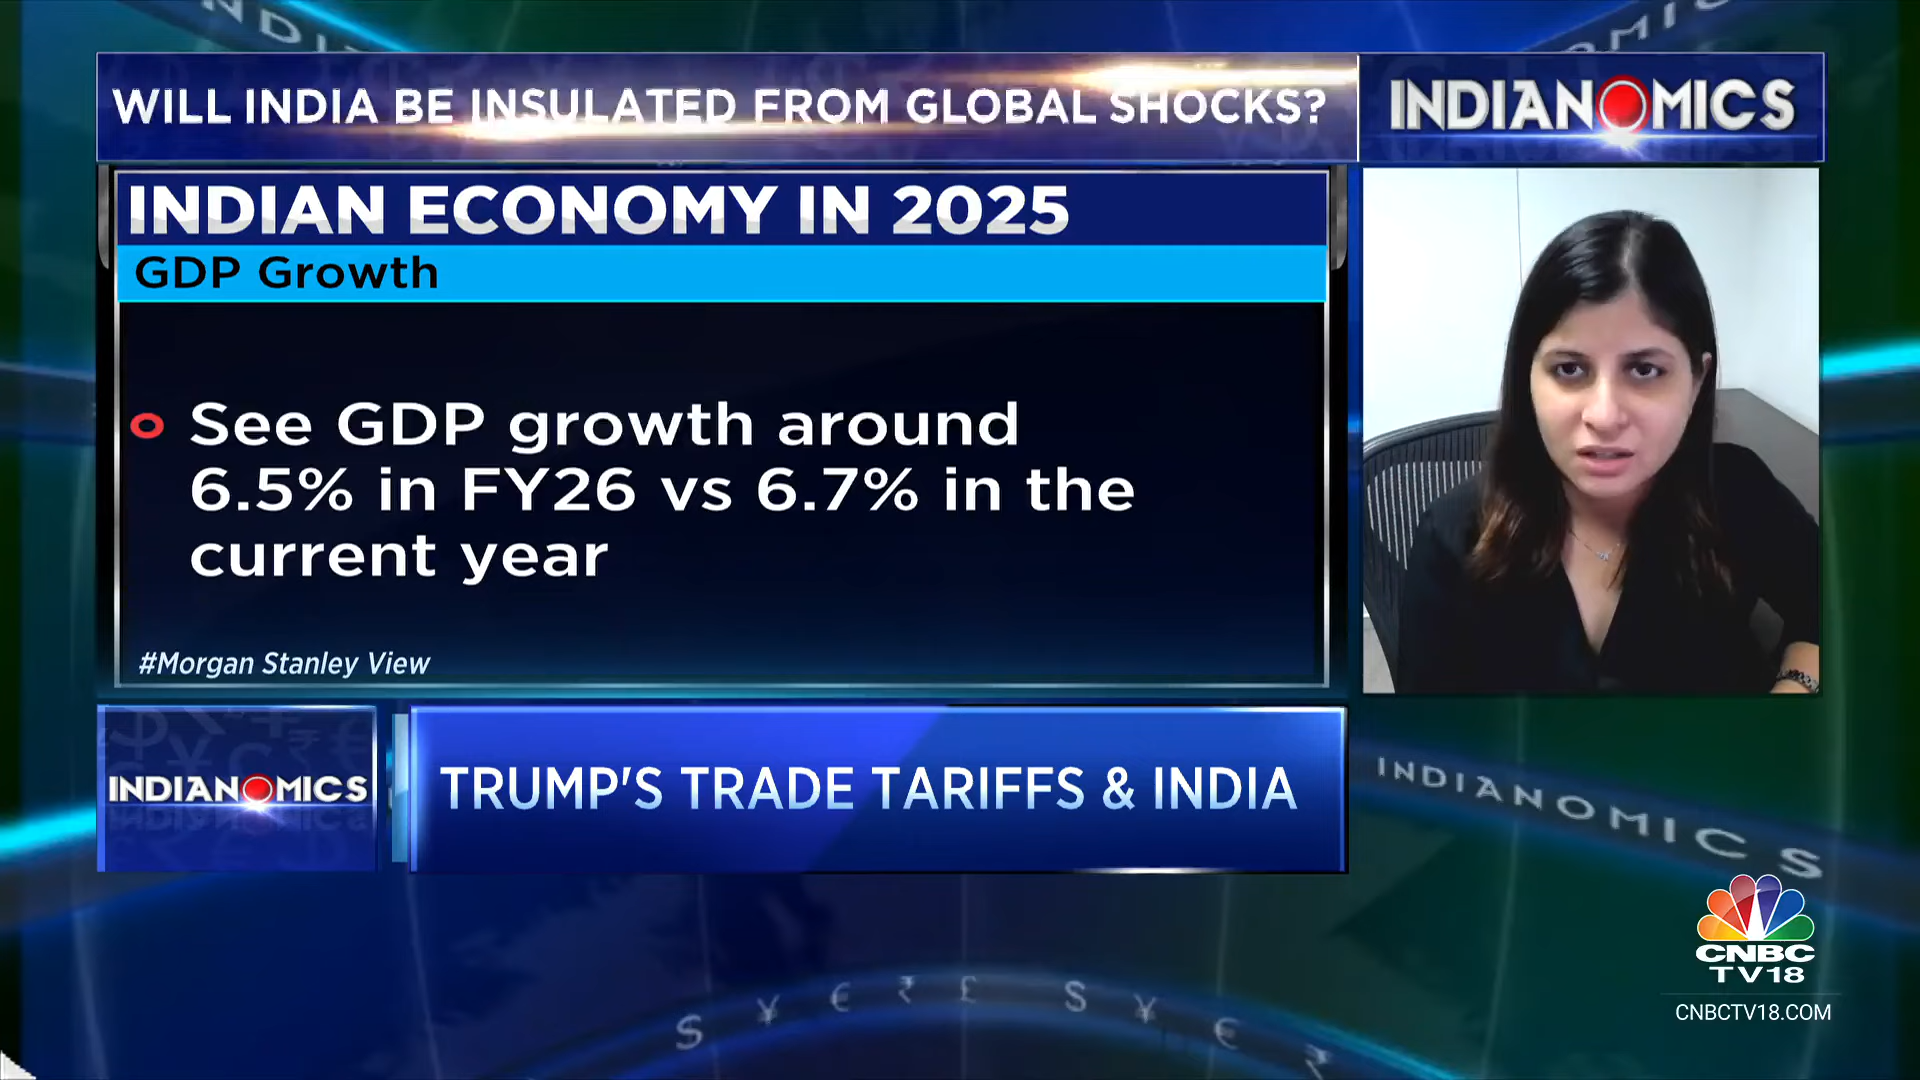 WILL INDIA BE INSULATED FROM GLOBAL SHOCKS?
INDIANOMICS
INDIAN ECONOMY IN 2025
GDP Growth
See GDP growth around
6.5% in FY26 vs 6.7% in the
current year
#Morgan Stanley View
INDIANOMICS
TRUMP'S TRADE TARIFFS & INDIA
INDIANOMICS
CNBC
TV18
CNBCTV18.COM
$ ¥ € ₹ £ $ ¥ € ₹